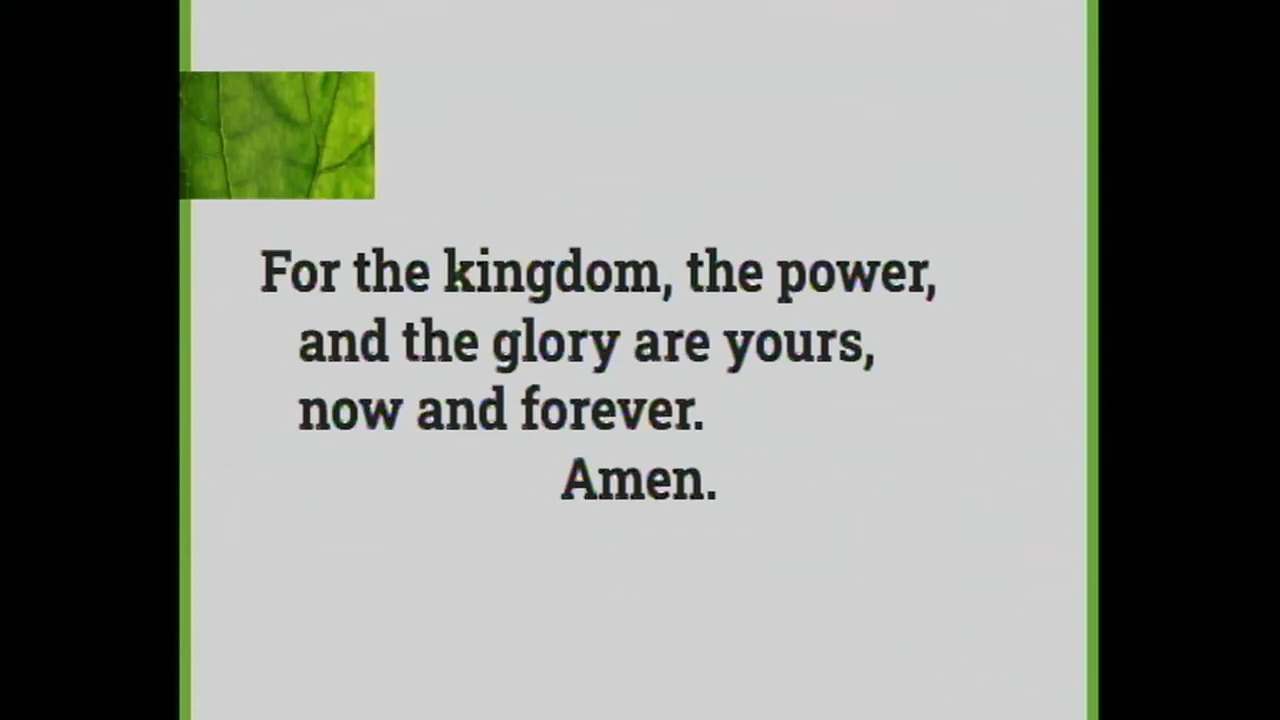 For the kingdom, the power,
and the glory are yours,
now and forever.
Amen.